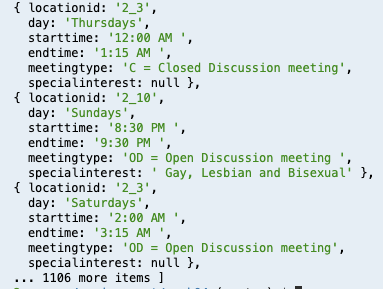 { locationid: '2_3',
day: 'Thursdays',
starttime: '12:00 AM ',
endtime: '1:15 AM ',
meetingtype: 'C = Closed Discussion meeting',
specialinterest: null },
{ locationid: '2_10',
day: 'Sundays',
starttime: '8:30 PM ',
endtime: '9:30 PM ',
meetingtype: 'OD = Open Discussion meeting ',
specialinterest: ' Gay, Lesbian and Bisexual' },
{ locationid: '2_3',
day: 'Saturdays',
starttime: '2:00 AM ',
endtime: '3:15 AM ',
meetingtype: 'OD = Open Discussion meeting',
specialinterest: null },
... 1106 more items ]